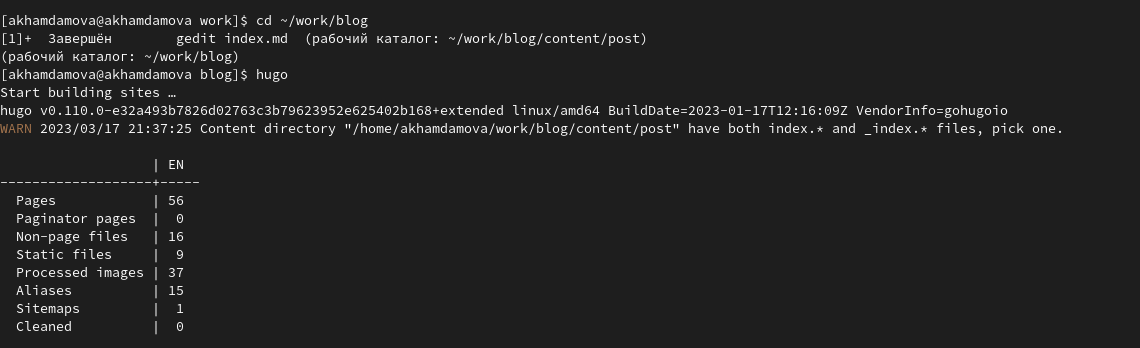 [akhamdamova@akhamdamova work]$ cd ~/work/blog
[1]+  Завершён        gedit index.md  (рабочий каталог: ~/work/blog/content/post)
(рабочий каталог: ~/work/blog)
[akhamdamova@akhamdamova blog]$ hugo
Start building sites …
hugo v0.110.0-e32a493b7826d02763c3b79623952e625402b168+extended linux/amd64 BuildDate=2023-01-17T12:16:09Z VendorInfo=gohugoio
WARN 2023/03/17 21:37:25 Content directory "/home/akhamdamova/work/blog/content/post" have both index.* and _index.* files, pick one.
                   | EN
-------------------+-----
  Pages            | 56
  Paginator pages  |  0
  Non-page files   | 16
  Static files     |  9
  Processed images | 37
  Aliases          | 15
  Sitemaps         |  1
  Cleaned          |  0